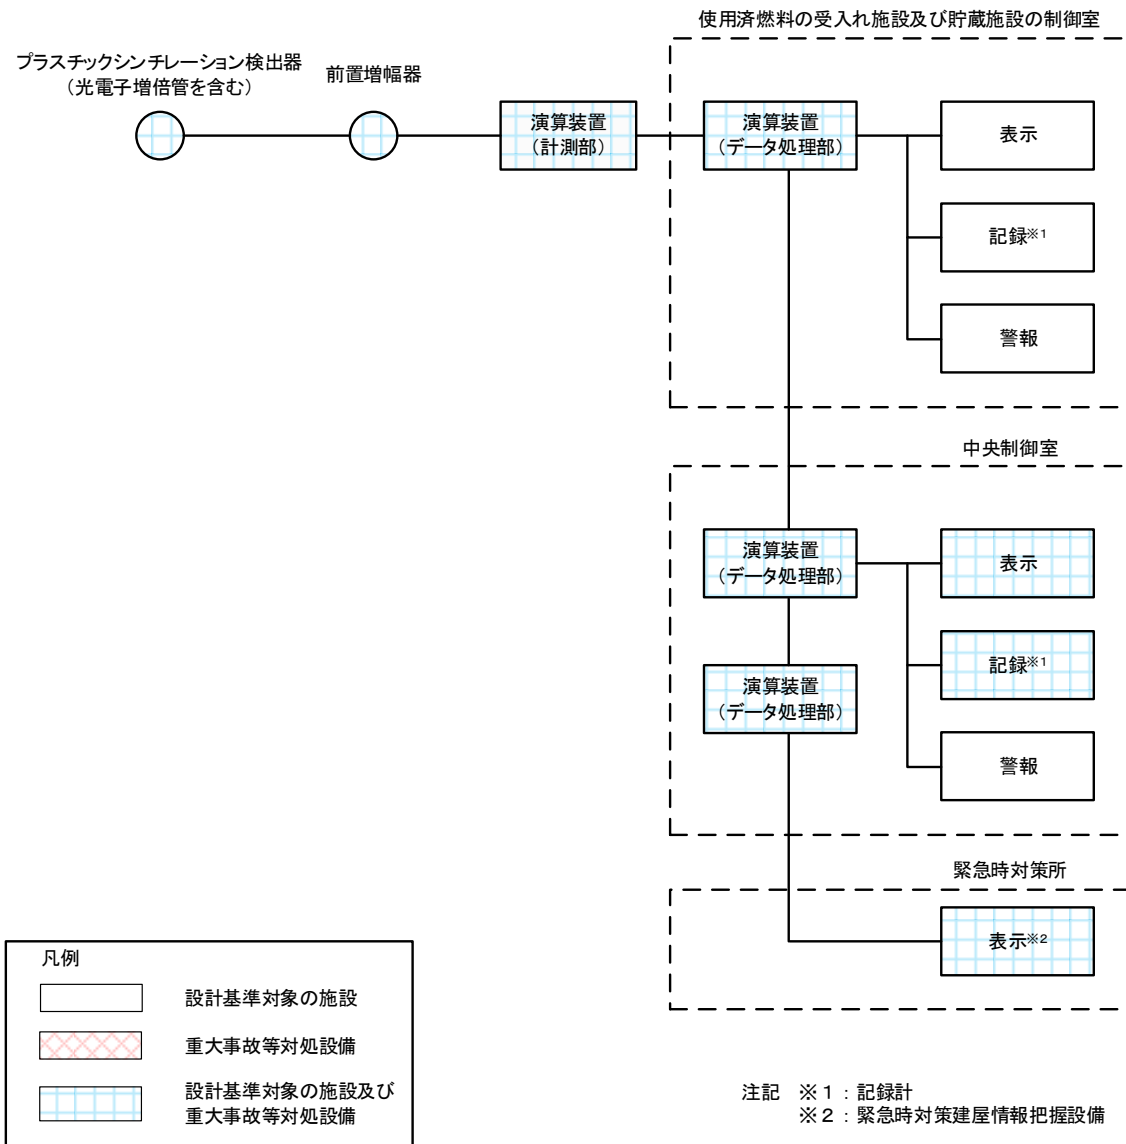 使用済燃料の受入れ施設及び貯蔵施設の制御室
プラスチックシンチレーション検出器
（光電子増倍管を含む）
前置増幅器
演算装置
（計測部）
演算装置
（データ処理部）
表示
記録※1
警報
中央制御室
演算装置
（データ処理部）
表示
記録※1
演算装置
（データ処理部）
警報
緊急時対策所
表示※2
凡例
設計基準対象の施設
重大事故等対処設備
設計基準対象の施設及び
重大事故等対処設備
注記　※１：記録計
※２：緊急時対策建屋情報把握設備